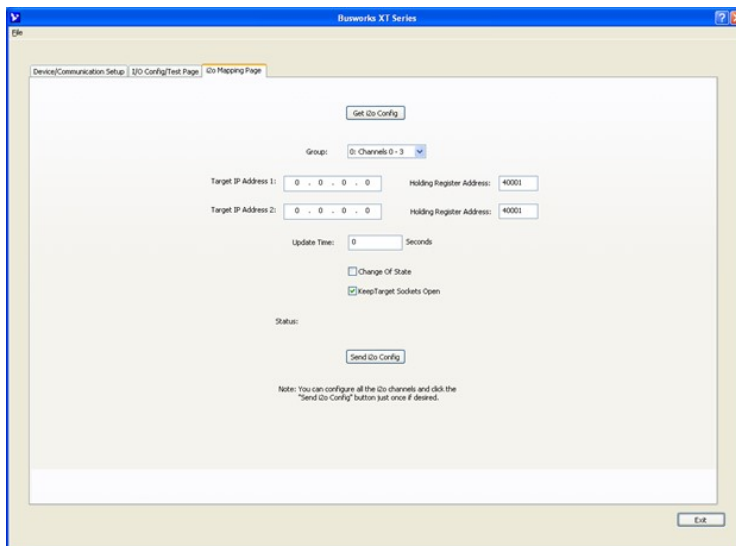 Busworks XT Series
File
Device/Communication Setup I/O Config/Test Page i2o Mapping Page
Get i2o Config
Group: 0: Channels 0 - 3
Target IP Address 1: 0 . 0 . 0 . 0 Holding Register Address: 40001
Target IP Address 2: 0 . 0 . 0 . 0 Holding Register Address: 40001
Update Time: 0 Seconds
Change Of State
KeepTarget Sockets Open
Status:
Send i2o Config
Note: You can configure all the i2o channels and click the
"Send i2o Config" button just once if desired.
Exit